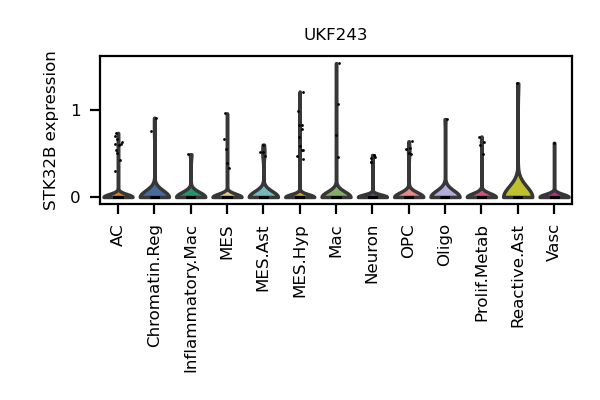 UKF243
STK32B expression
1
0
AC
Chromatin.Reg
Inflammatory.Mac
MES
MES.Ast
MES.Hyp
Mac
Neuron
OPC
Oligo
Prolif.Metab
Reactive.Ast
Vasc